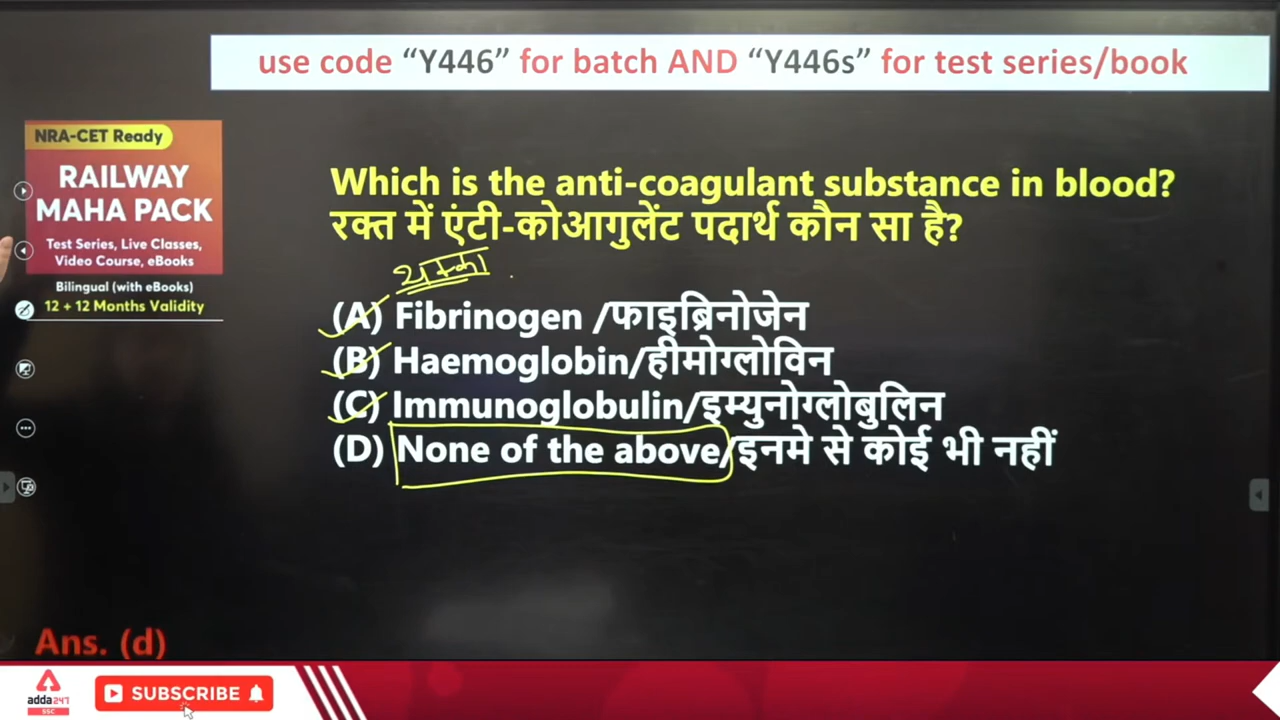 use code “Y446” for batch AND “Y446s” for test series/book
NRA-CET Ready
RAILWAY
MAHA PACK
Test Series, Live Classes,
Video Course, eBooks
Bilingual (with eBooks)
12 + 12 Months Validity
Which is the anti-coagulant substance in blood?
रक्त में एंटी-कोआगुलेंट पदार्थ कौन सा है?
(A) Fibrinogen /फाइब्रिनोजेन
(B) Haemoglobin/हीमोग्लोविन
(C) Immunoglobulin/इम्युनोग्लोबुलिन
(D) None of the above/इनमे से कोई भी नहीं
Ans. (d)
adda247
SSC
SUBSCRIBE